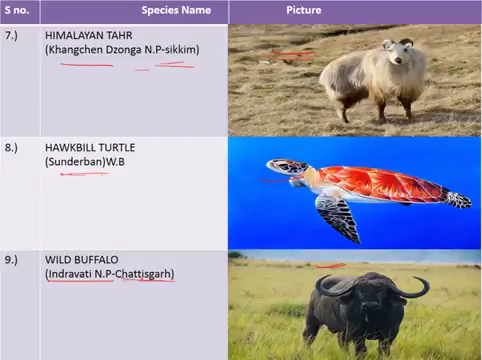 S no. Species Name Picture
7.) HIMALAYAN TAHR
(Khangchen Dzonga N.P-sikkim)
8.) HAWKBILL TURTLE
(Sunderban)W.B
9.) WILD BUFFALO
(Indravati N.P-Chattisgarh)